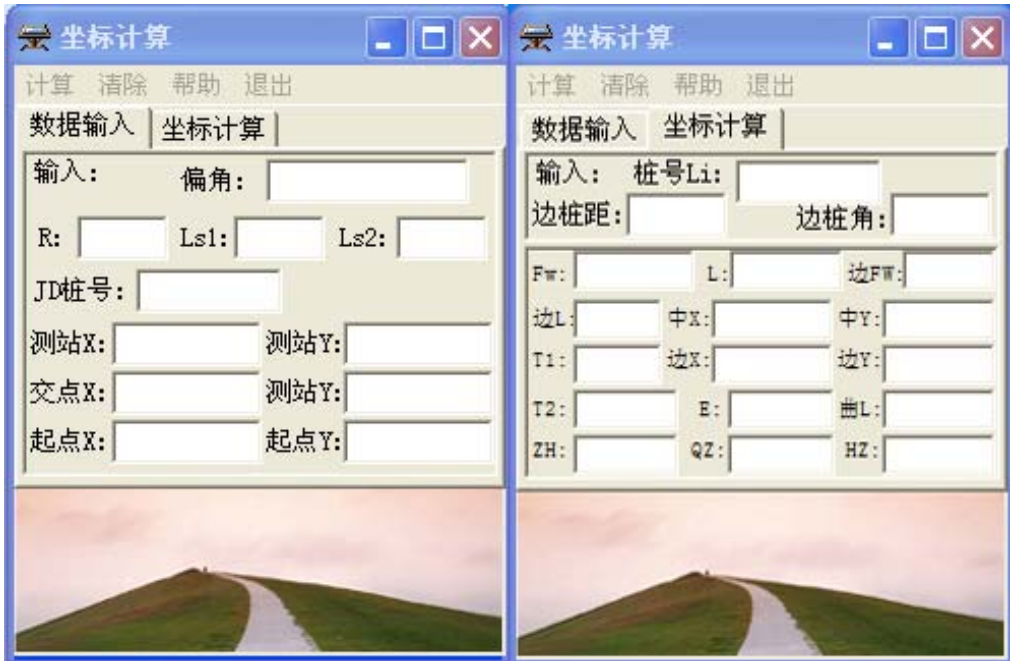 坐标计算
计算 清除 帮助 退出
数据输入 坐标计算
输入: 偏角:
R: Ls1: Ls2:
JD桩号:
测站X: 测站Y:
交点X: 测站Y:
起点X: 起点Y:
坐标计算
计算 清除 帮助 退出
数据输入 坐标计算
输入: 桩号Li:
边桩距: 边桩角:
Fw: L: 边FW:
边L: 中X: 中Y:
T1: 边X: 边Y:
T2: E: 曲L:
ZH: QZ: HZ: